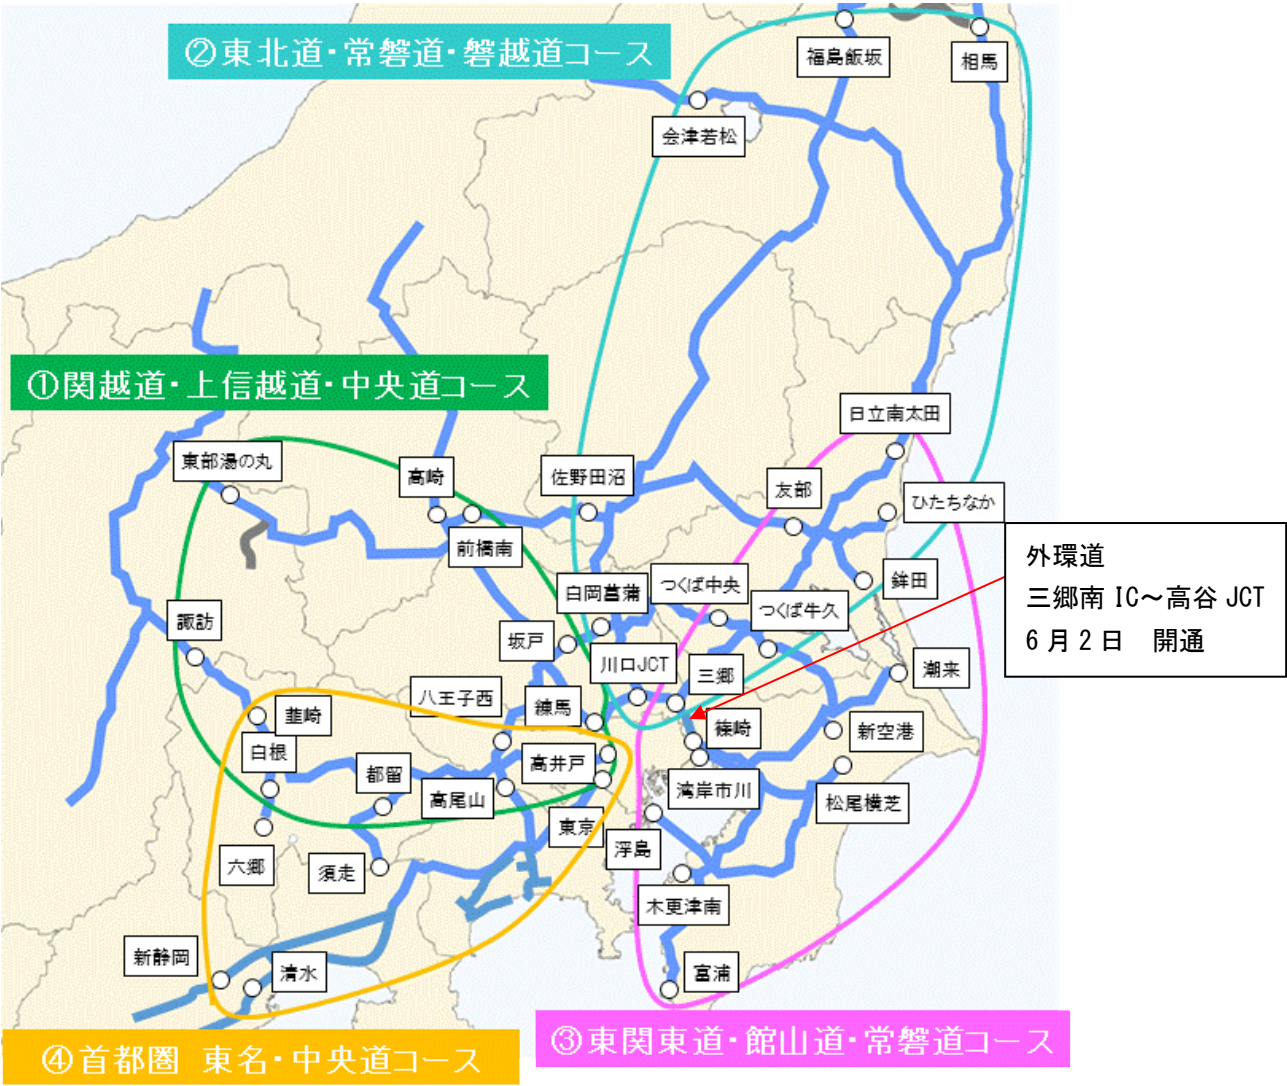 ②東北道・常磐道・磐越道コース
福島飯坂
相馬
会津若松
①関越道・上信越道・中央道コース
日立南太田
東部湯の丸
高崎
佐野田沼
友部
ひたちなか
前橋南
外環道
三郷南IC～高谷JCT
6月2日 開通
白岡菖蒲
つくば中央
鉾田
つくば牛久
諏訪
坂戸
川口JCT
三郷
潮来
八王子西
練馬
韮崎
篠崎
新空港
白根
都留
高井戸
高尾山
湾岸市川
松尾横芝
東京
浮島
六郷
須走
木更津南
新静岡
清水
富浦
③東関東道・館山道・常磐道コース
④首都圏 東名・中央道コース